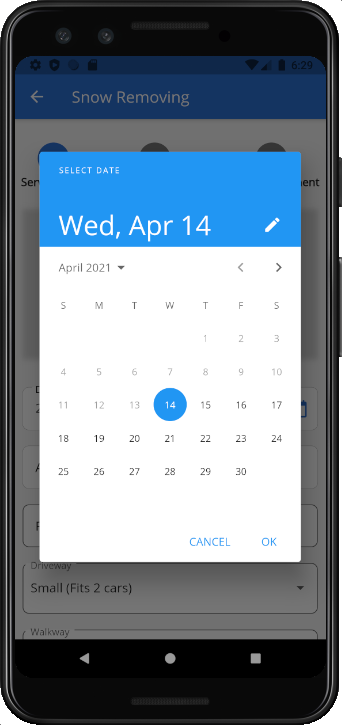 6:29
Snow Removing
SELECT DATE
Wed, Apr 14
April 2021
S M T W T F S
1 2 3
4 5 6 7 8 9 10
11 12 13 14 15 16 17
18 19 20 21 22 23 24
25 26 27 28 29 30
CANCEL OK
Driveway
Small (Fits 2 cars)
Walkway